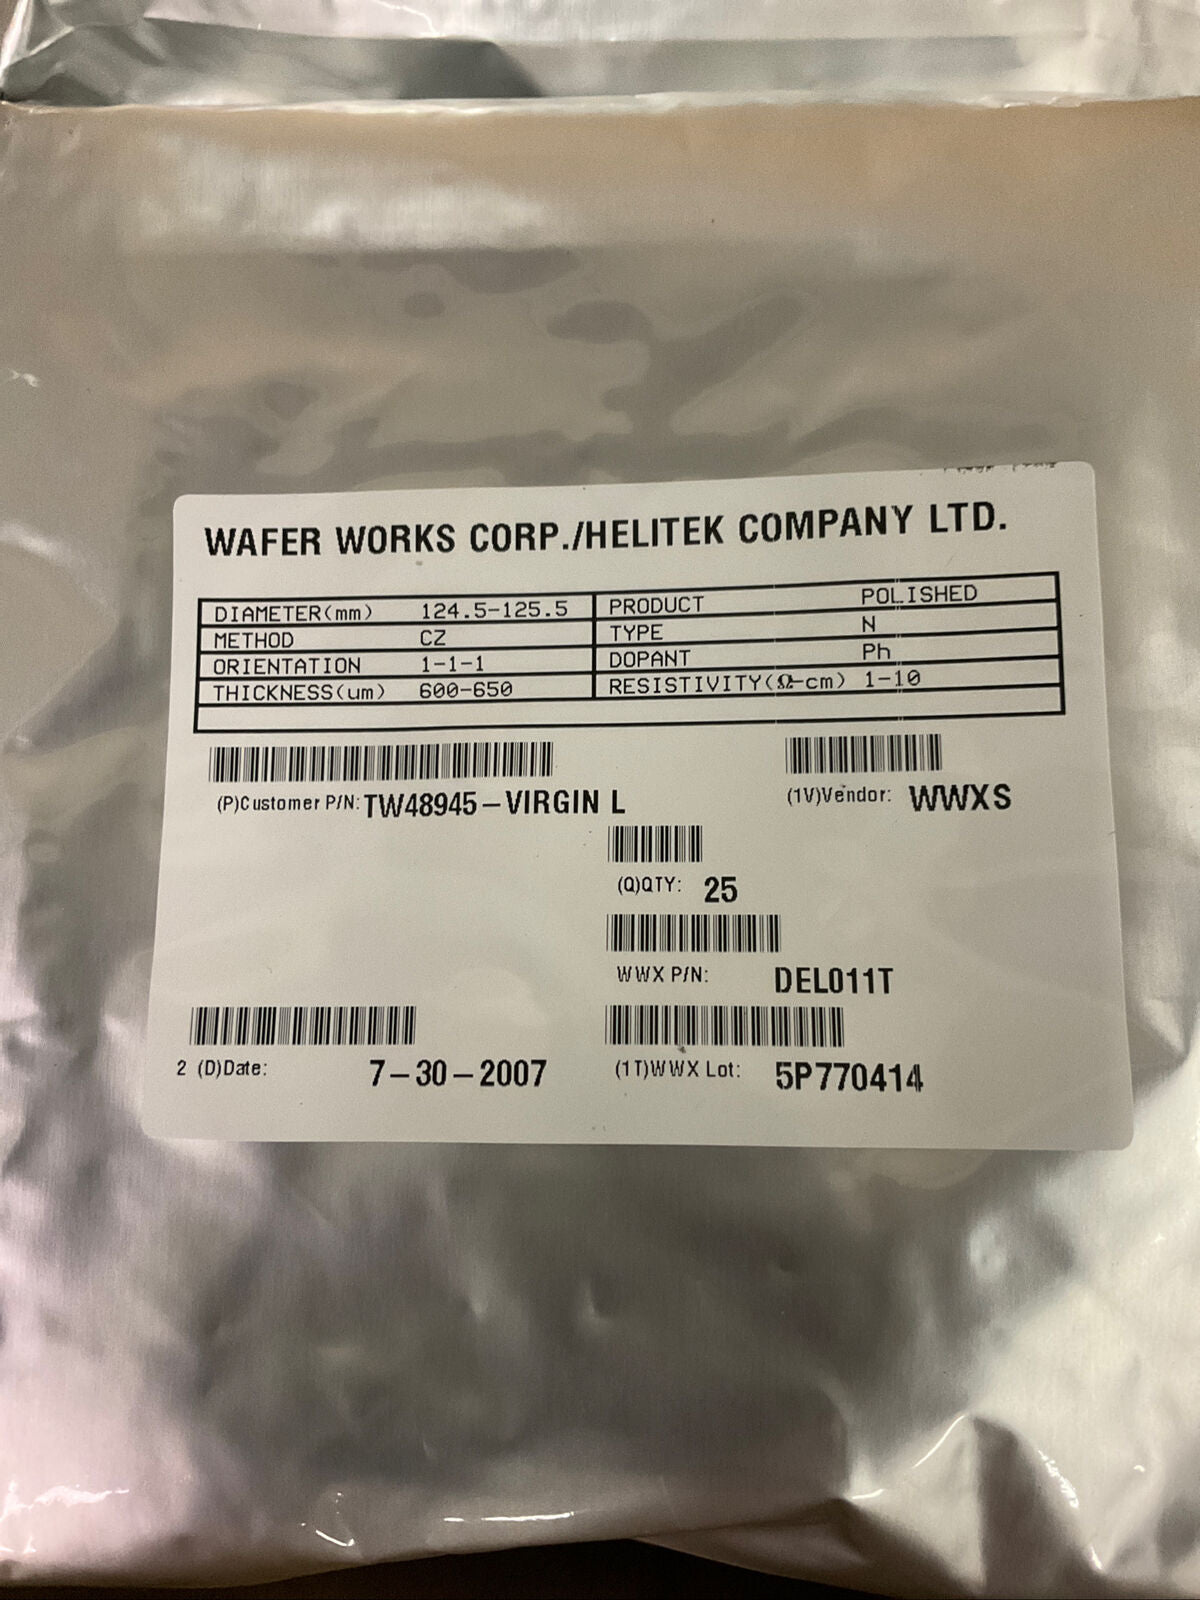 WAFER WORKS CORP./HELITEK COMPANY LTD.
DIAMETER(mm) 124.5-125.5 PRODUCT POLISHED
METHOD CZ TYPE N
ORIENTATION 1-1-1 DOPANT Ph
THICKNESS(um) 600-650 RESISTIVITY(Ω-cm) 1-10
(P)Customer P/N: TW48945-VIRGIN L (1V)Vendor: WWXS
(Q)QTY: 25
WWX P/N: DEL011T
2 (D)Date: 7-30-2007 (1T)WWX Lot: 5P770414